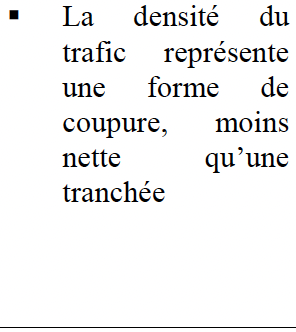 ▪ La densité du
trafic représente
une forme de
coupure, moins
nette qu’une
tranchée